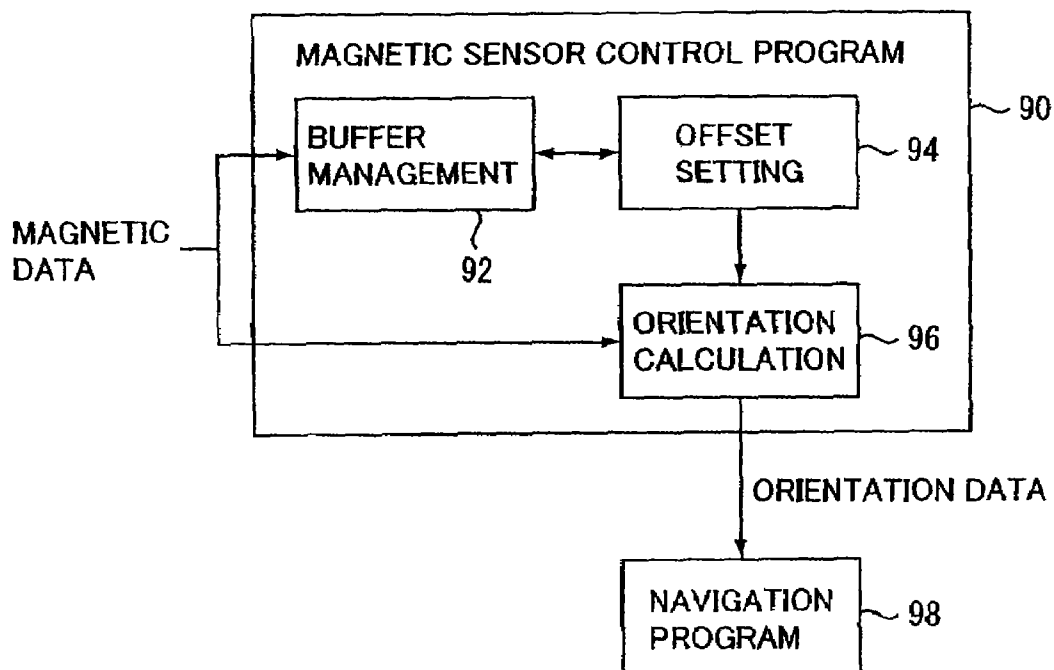 MAGNETIC SENSOR CONTROL PROGRAM
90
BUFFER
MANAGEMENT
92
OFFSET
SETTING
94
MAGNETIC
DATA
ORIENTATION
CALCULATION
96
ORIENTATION DATA
NAVIGATION
PROGRAM
98